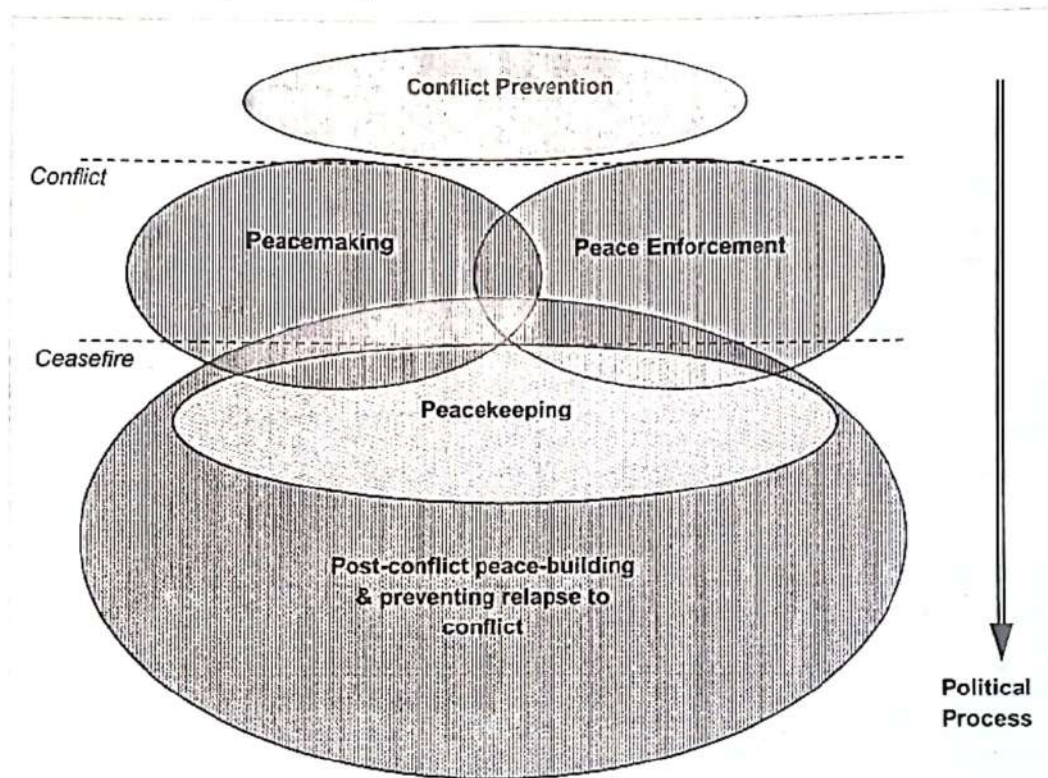 Conflict Prevention
Conflict
Peacemaking
Peace Enforcement
Ceasefire
Peacekeeping
Post-conflict peace-building
& preventing relapse to
conflict
Political
Process